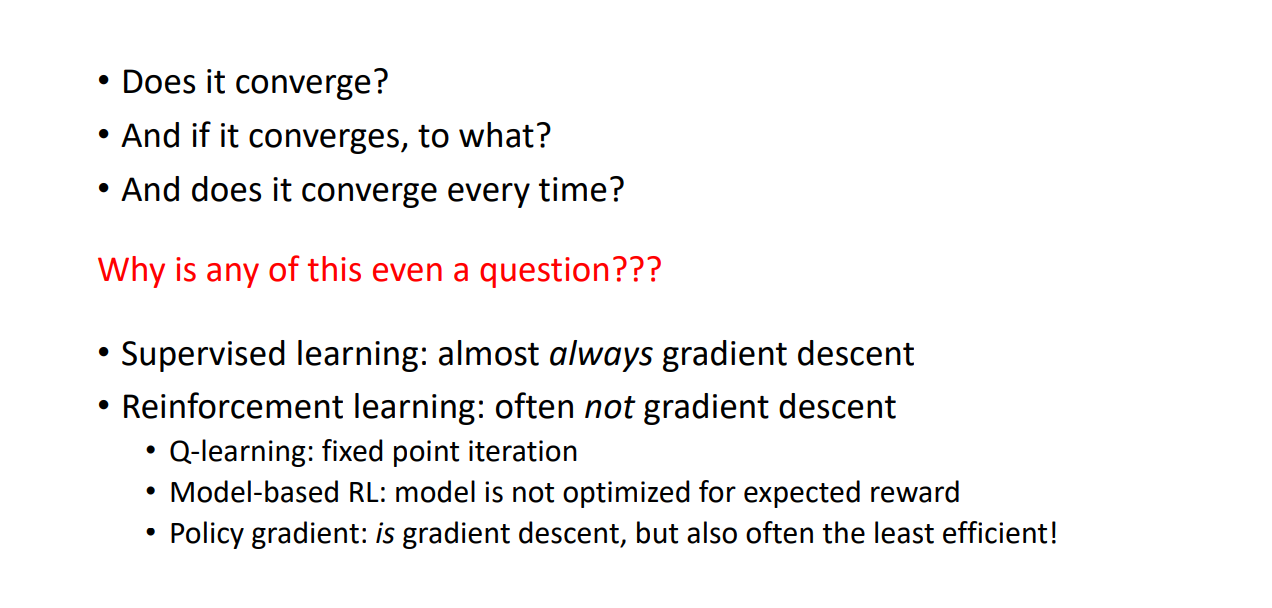 • Does it converge?
• And if it converges, to what?
• And does it converge every time?
Why is any of this even a question???
• Supervised learning: almost always gradient descent
• Reinforcement learning: often not gradient descent
• Q-learning: fixed point iteration
• Model-based RL: model is not optimized for expected reward
• Policy gradient: is gradient descent, but also often the least efficient!